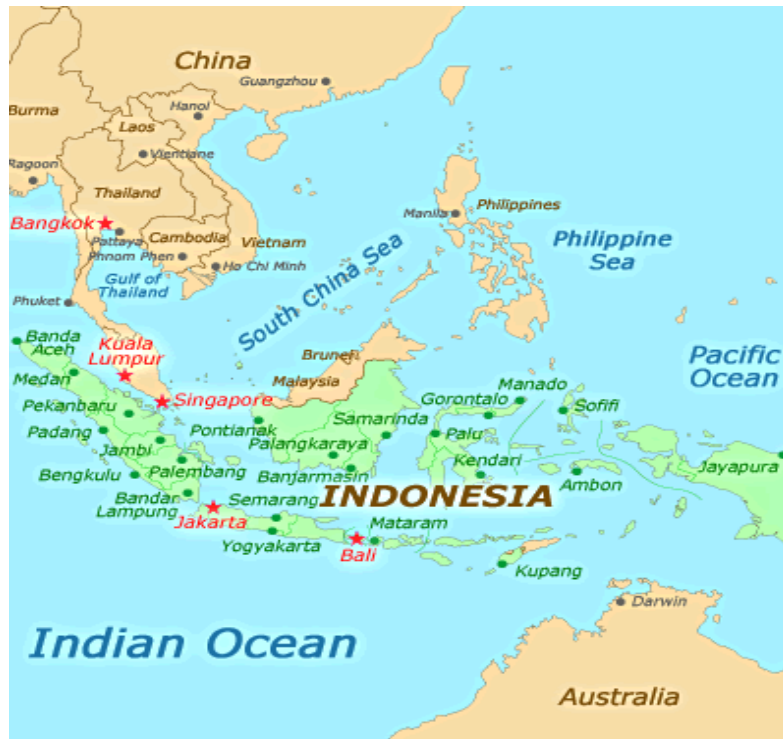 China
Guangzhou
Burma
Hanoi
Laos
Vientiane
Ragoon
Thailand
Philippines
Manila
Bangkok
Pattaya
Cambodia
Phnom Phen
Vietnam
Ho Chi Minh
Philippine
Sea
Gulf of
Thailand
South China Sea
Phuket
Banda
Aceh
Kuala
Lumpur
Brunei
Pacific
Ocean
Medan
Malaysia
Manado
Singapore
Gorontalo
Sofifi
Pekanbaru
Samarinda
Padang
Pontianak
Palu
Jambi
Palangkaraya
Kendari
Jayapura
Palembang
Bengkulu
Banjarmasin
Ambon
Bandar
Lampung
Semarang
INDONESIA
Jakarta
Mataram
Yogyakarta
Bali
Kupang
Darwin
Indian Ocean
Australia